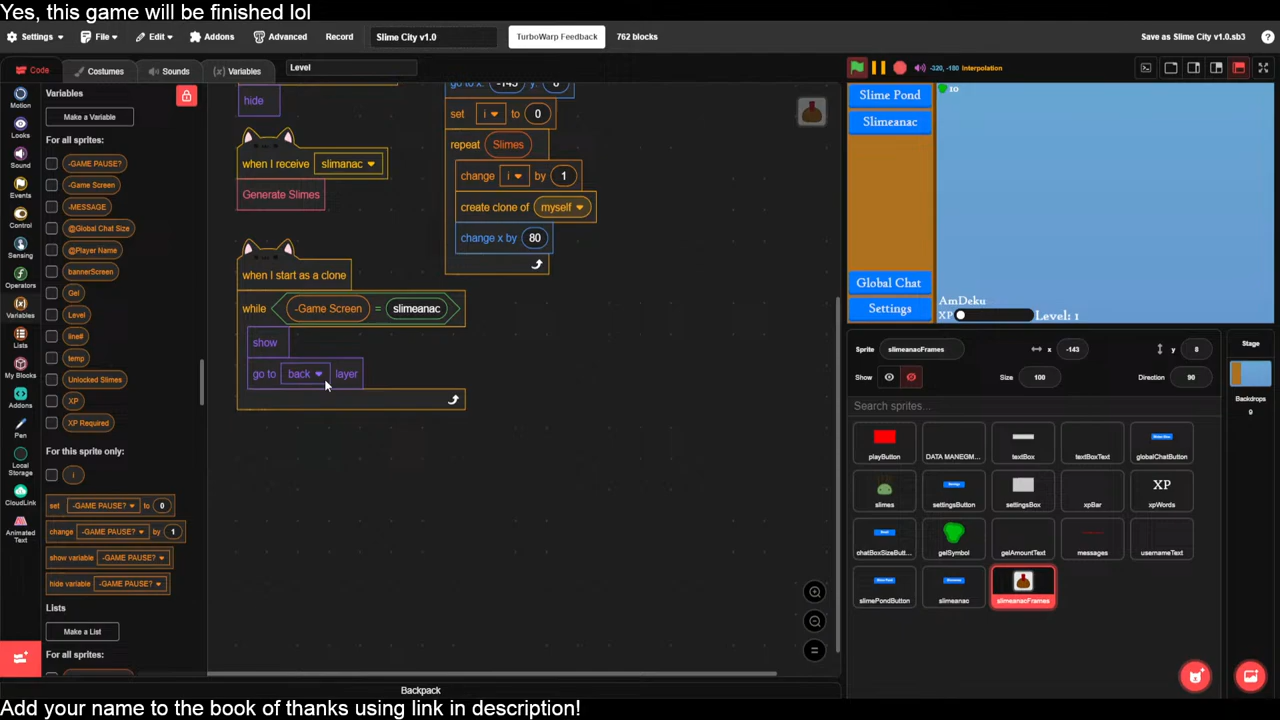 Yes, this game will be finished lol
Settings File Edit Addons Advanced Record Slime City v1.0 TurboWarp Feedback 762 blocks Save as Slime City v1.0.sb3 ?
Code Costumes Sounds (x) Variables Level -320, -180 Interpolation
Motion
Looks
Sound
Events
Control
Sensing
Operators
Variables
Lists
My Blocks
Addons
Pen
Local Storage
CloudLink
Animated Text
Variables
Make a Variable
For all sprites:
-GAME PAUSE?
-Game Screen
-MESSAGE
@Global Chat Size
@Player Name
bannerScreen
Gel
Level
line#
temp
Unlocked Slimes
XP
XP Required
For this sprite only:
i
set -GAME PAUSE? to 0
change -GAME PAUSE? by 1
show variable -GAME PAUSE?
hide variable -GAME PAUSE?
Lists
Make a List
For all sprites:
hide
when I receive slimanac
Generate Slimes
when I start as a clone
while -Game Screen = slimeanac
show
go to back layer
go to x: -143 y: 8
set i to 0
repeat Slimes
change i by 1
create clone of myself
change x by 80
Slime Pond
Slimeanac
Global Chat
Settings
10
AmDeku
XP Level: 1
Sprite slimeanacFrames x -143 y 8
Show Size 100 Direction 90
Search sprites...
playButton DATA MANEGM... textBox textBoxText globalChatButton
slimes settingsButton settingsBox xpBar XP xpWords
chatBoxSizeButt... gelSymbol gelAmountText messages usernameText
slimePondButton slimeanac slimeanacFrames
Stage
Backdrops
9
Backpack
Add your name to the book of thanks using link in description!